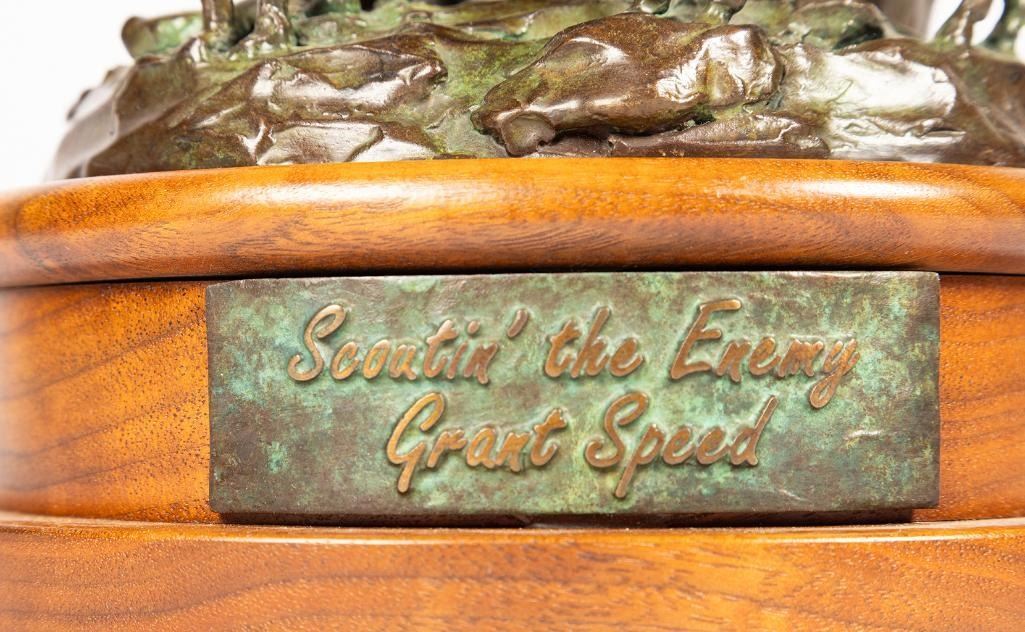 Scoutin' the Enemy
Grant Speed